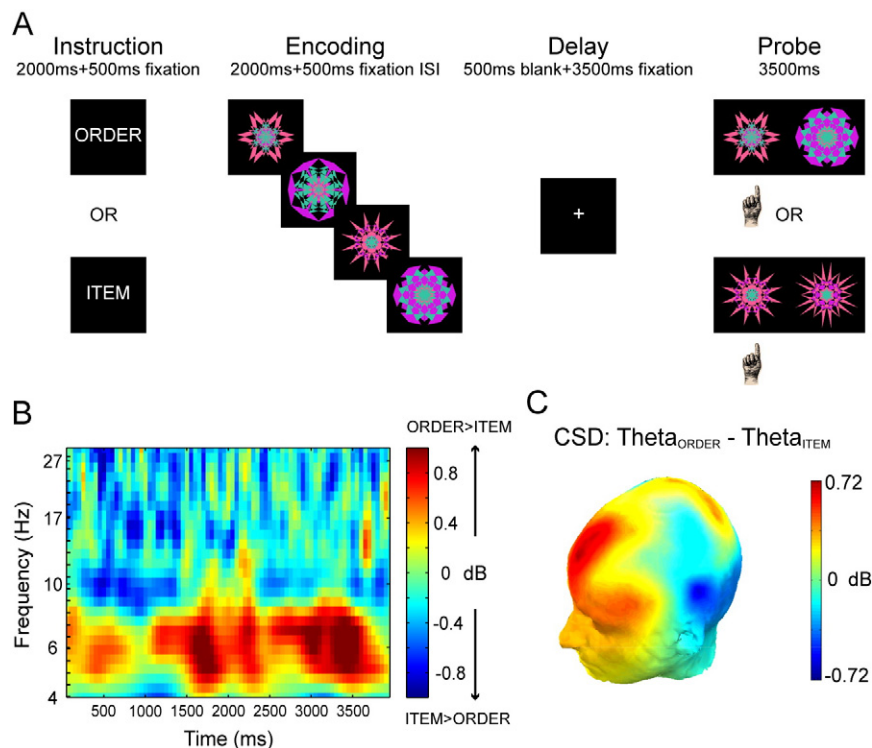 A
Instruction
2000ms+500ms fixation
Encoding
2000ms+500ms fixation ISI
Delay
500ms blank+3500ms fixation
Probe
3500ms
ORDER
OR
ITEM
+
OR
B
ORDER>ITEM
27
17
10
6
4
Frequency (Hz)
500 1000 1500 2000 2500 3000 3500
Time (ms)
0.8
0.4
0 dB
-0.4
-0.8
ITEM>ORDER
C
CSD: ThetaORDER - ThetaITEM
0.72
0 dB
-0.72